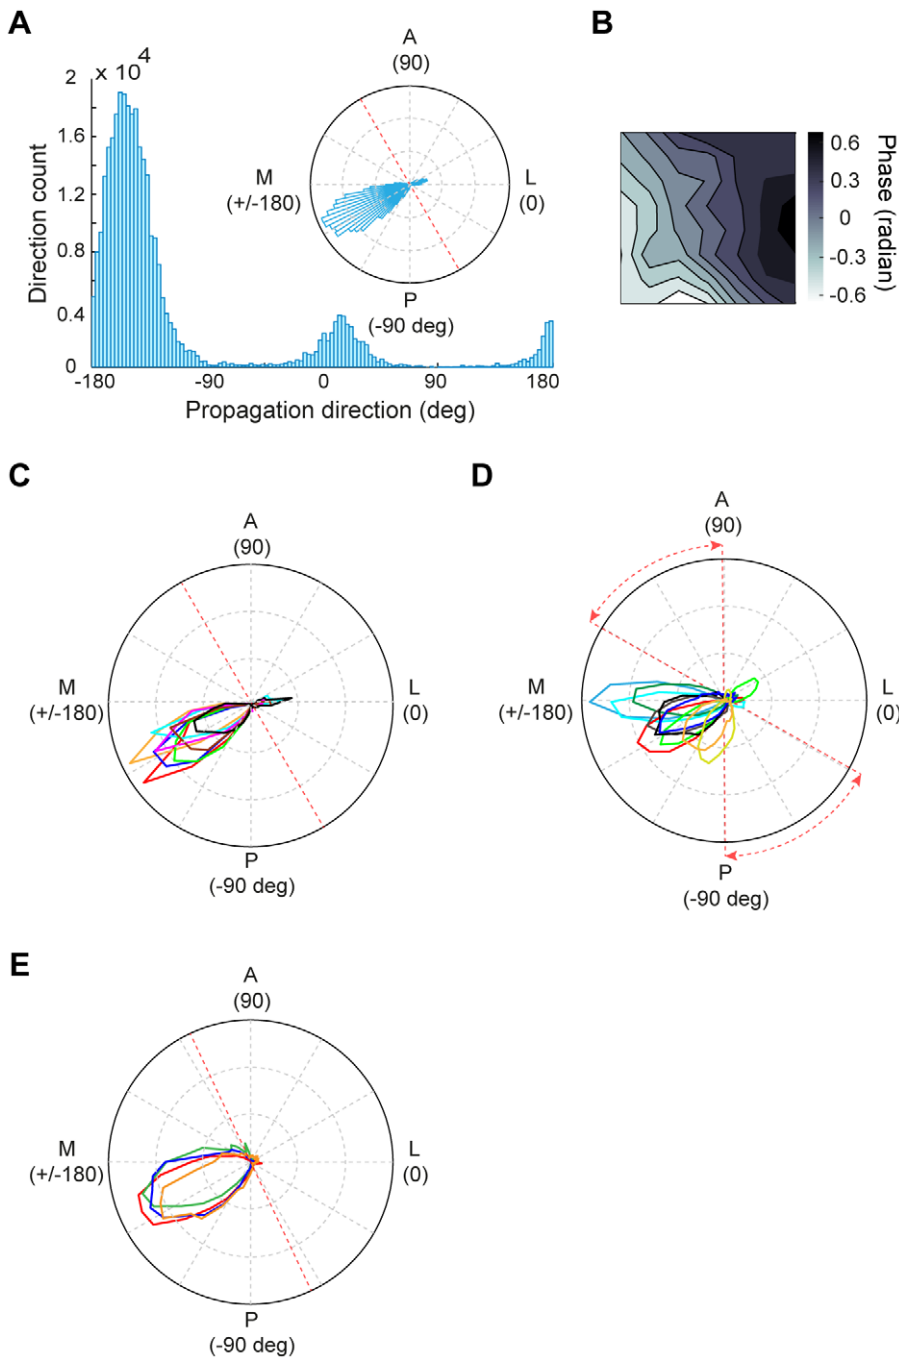 A
B
x 10^4
2
1.6
1.2
0.8
0.4
0
Direction count
-180
-90
0
90
180
Propagation direction (deg)
A
(90)
M
(+/-180)
L
(0)
P
(-90 deg)
0.6
0.3
0
-0.3
-0.6
Phase (radian)
C
A
(90)
M
(+/-180)
L
(0)
P
(-90 deg)
D
A
(90)
M
(+/-180)
L
(0)
P
(-90 deg)
E
A
(90)
M
(+/-180)
L
(0)
P
(-90 deg)